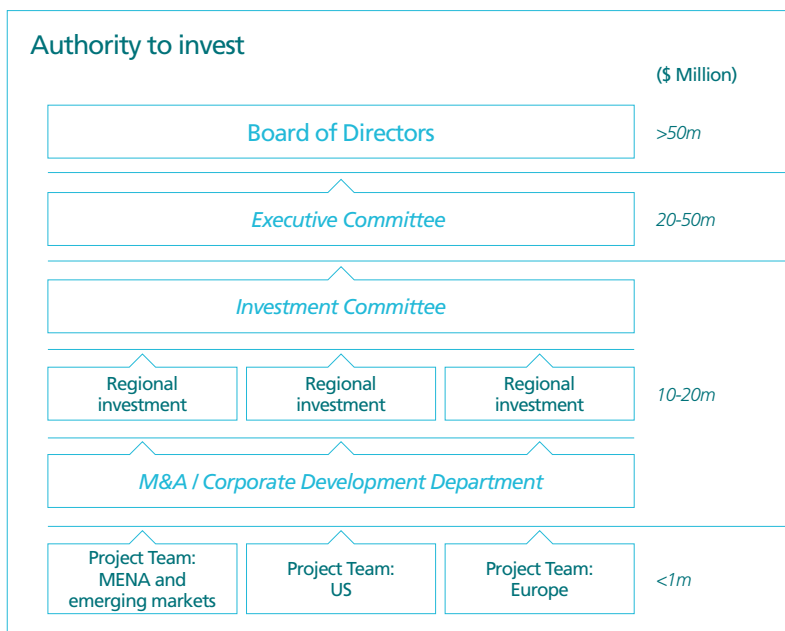 Authority to invest
($ Million)
Board of Directors
>50m
Executive Committee
20-50m
Investment Committee
Regional
investment
Regional
investment
Regional
investment
10-20m
M&A / Corporate Development Department
Project Team:
MENA and
emerging markets
Project Team:
US
Project Team:
Europe
<1m